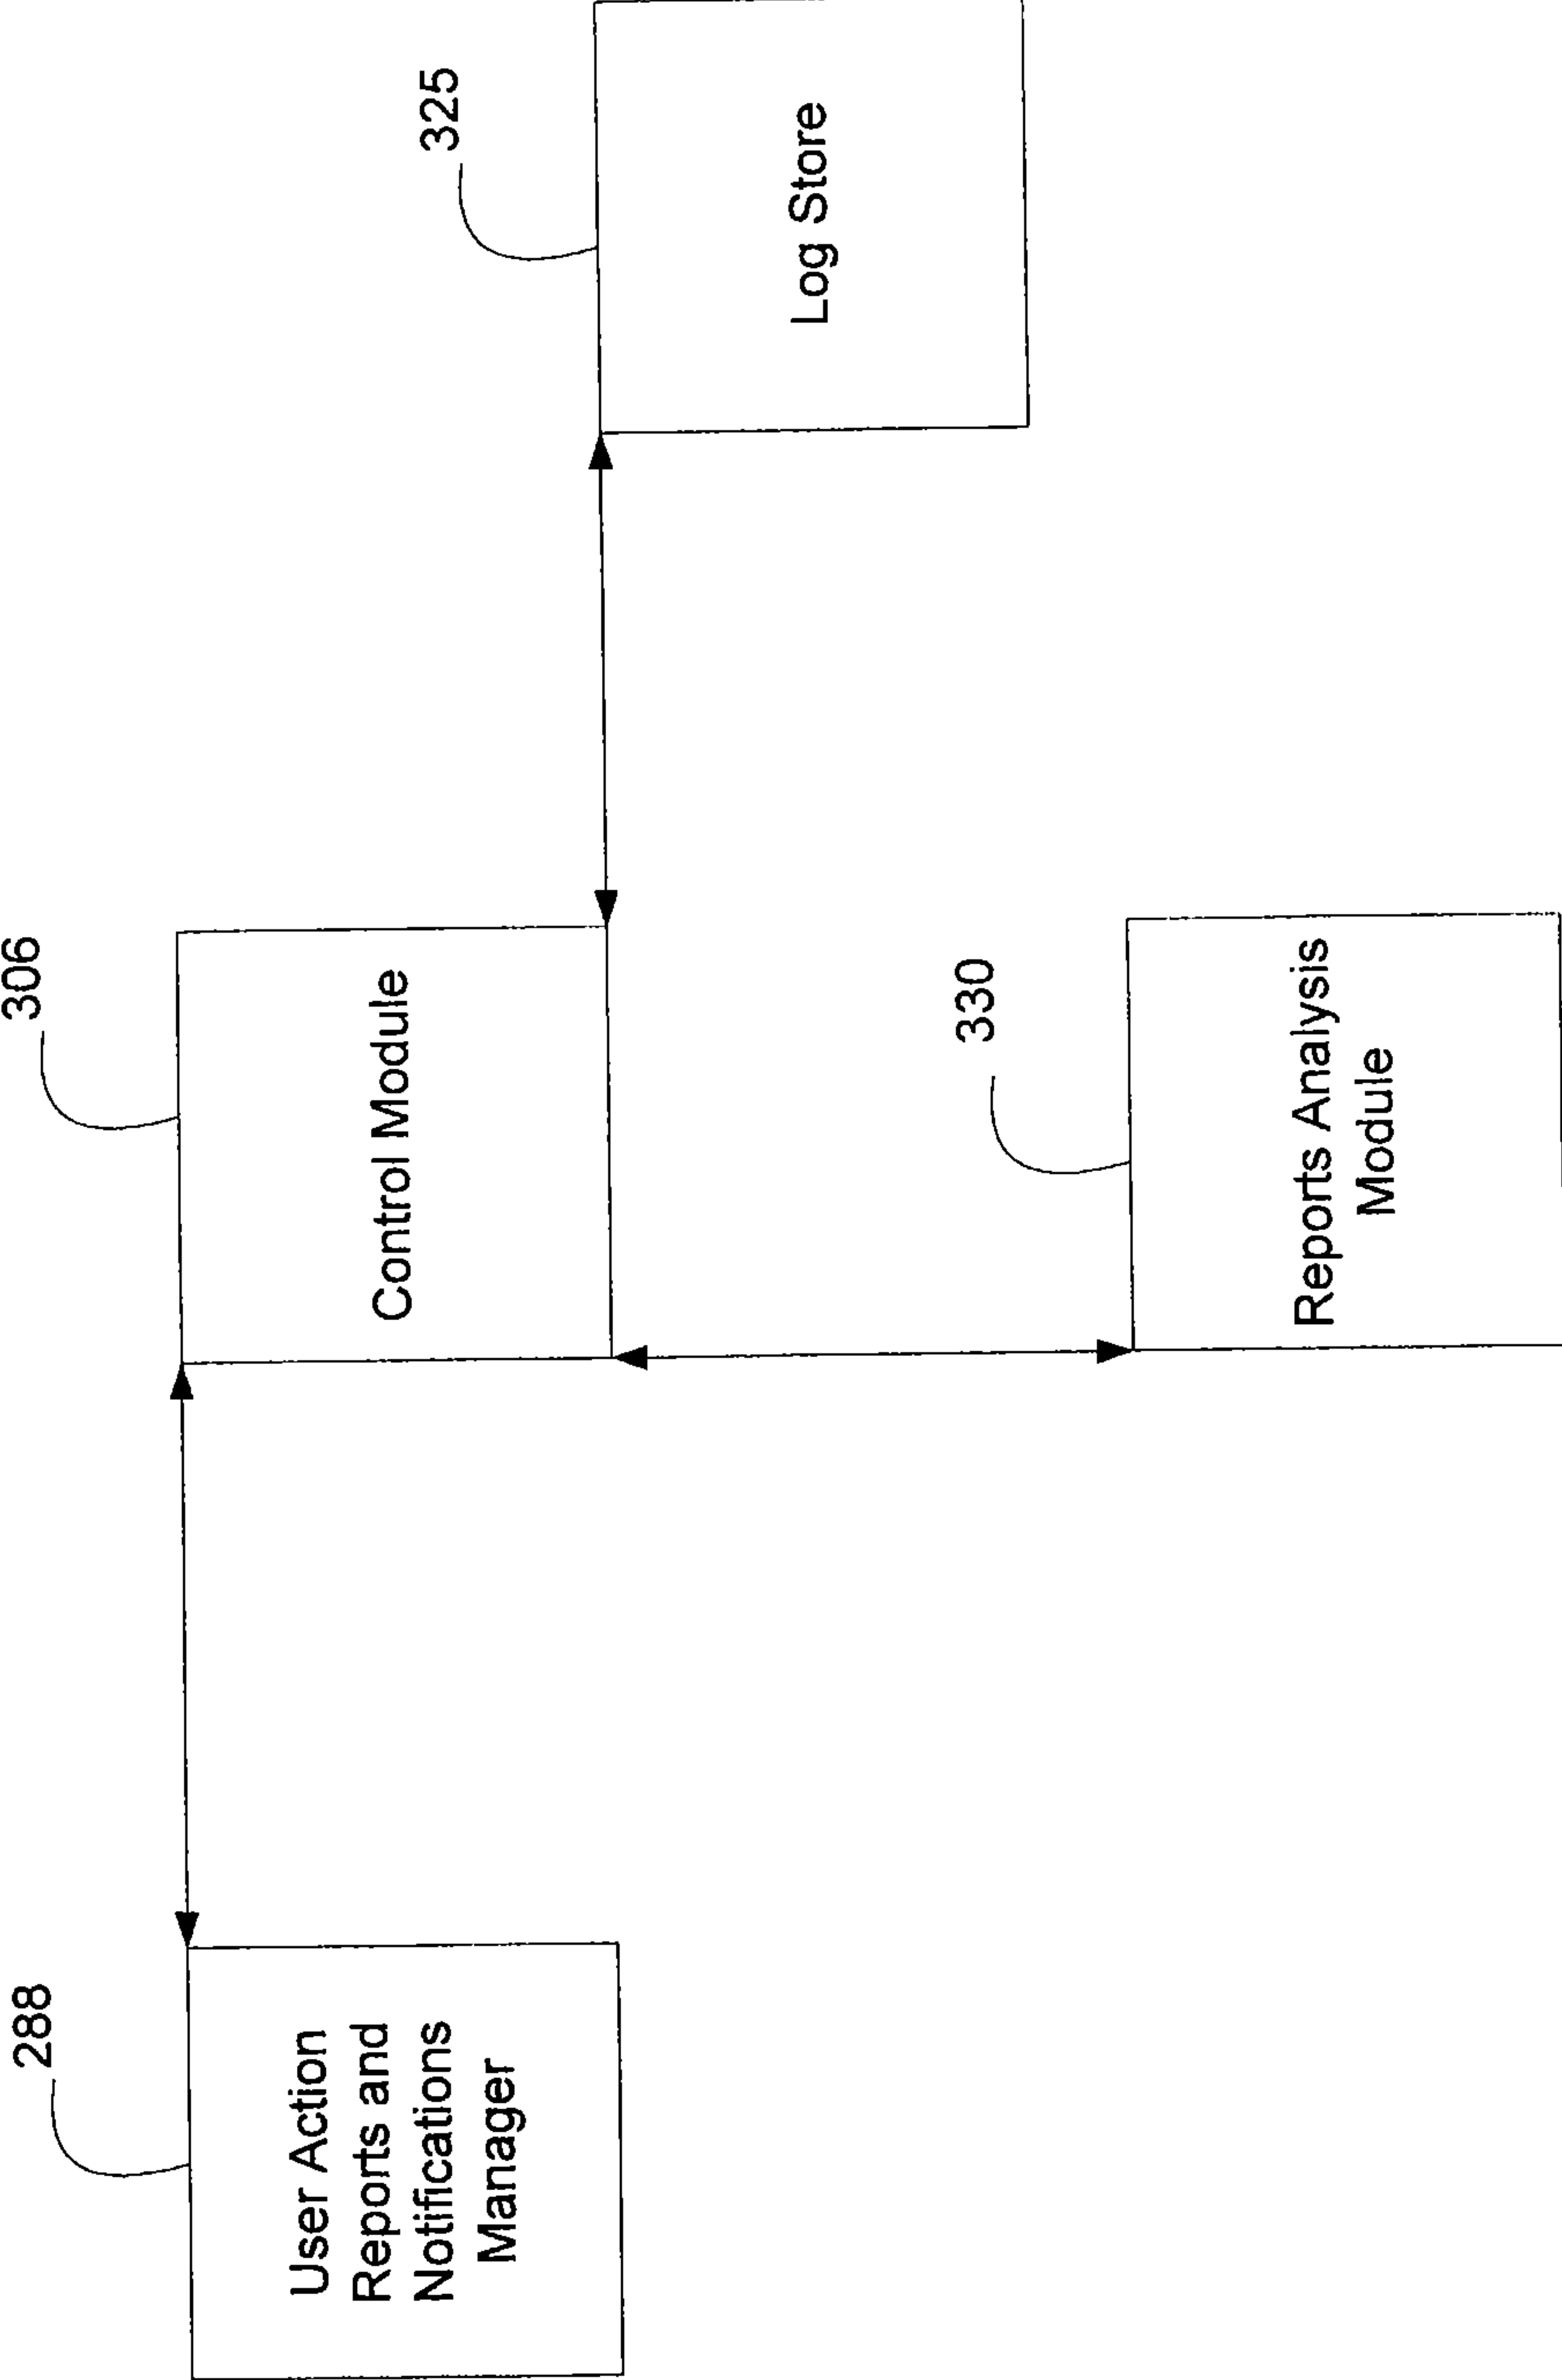 288
User Action
Reports and
Notifications
Manager
306
Control Module
325
Log Store
330
Reports Analysis
Module